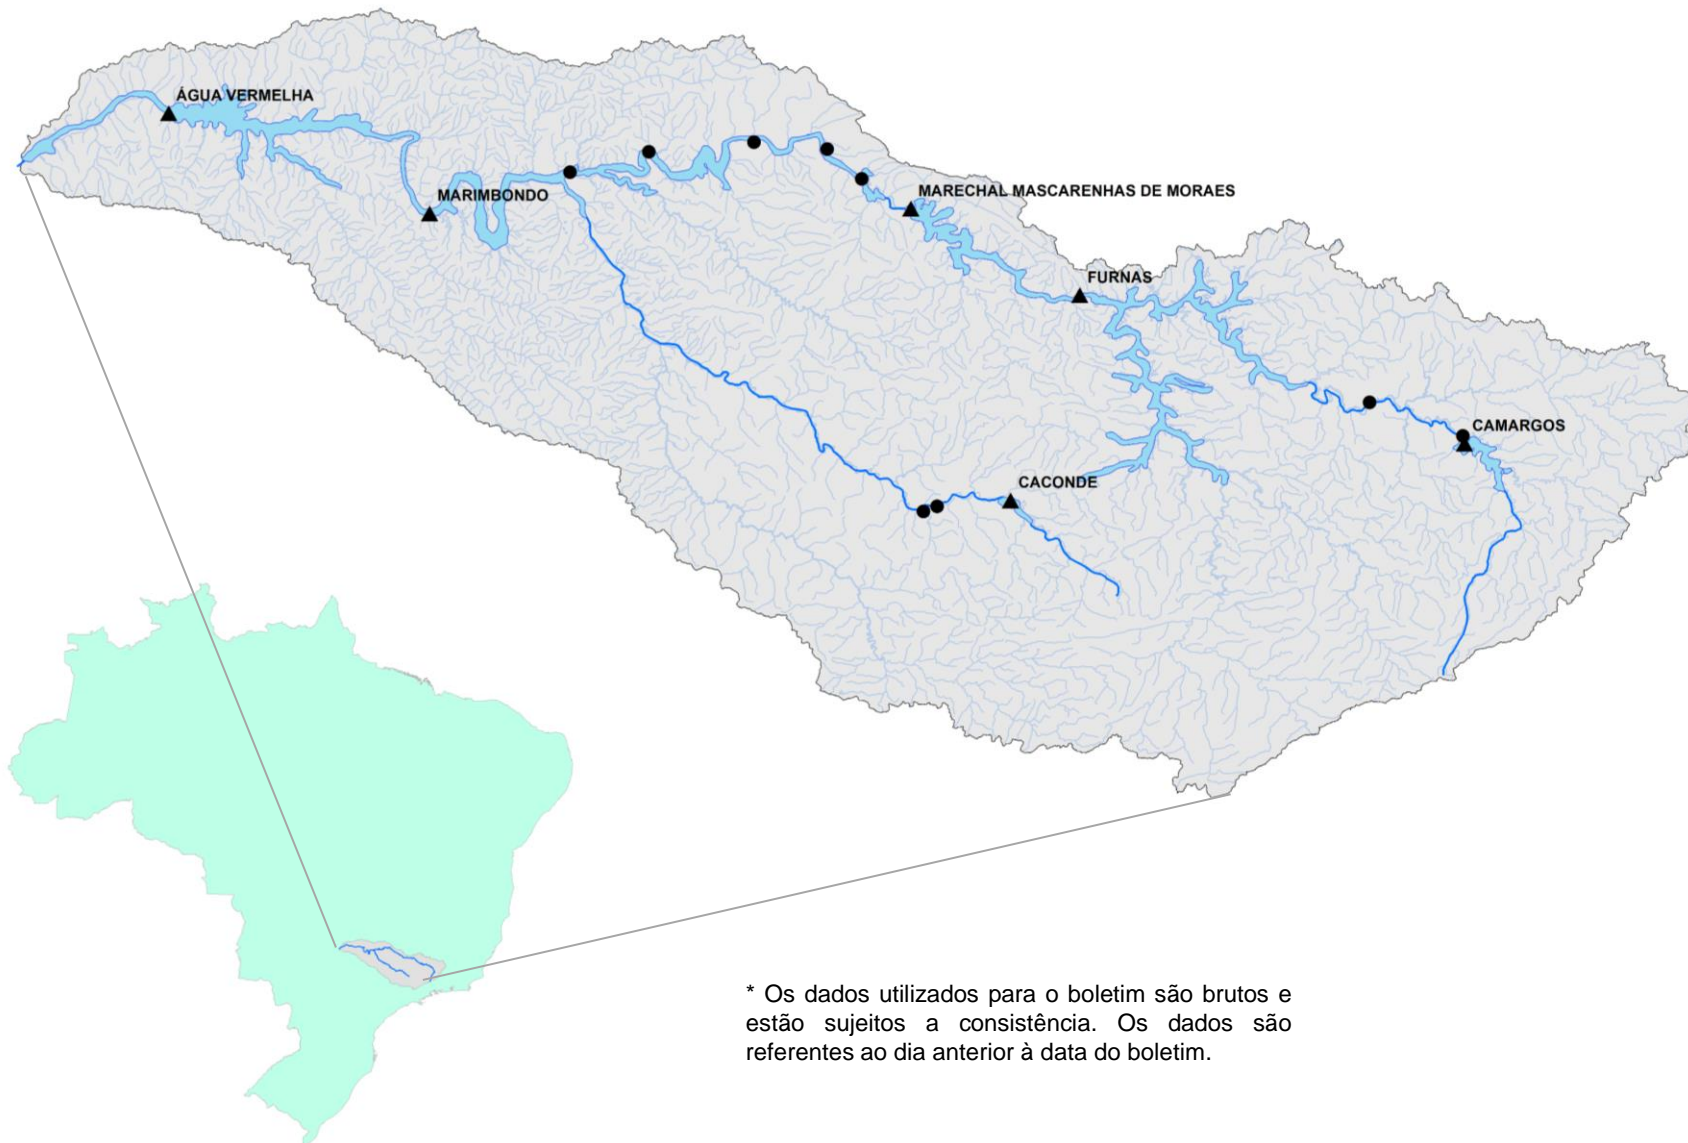 ÁGUA VERMELHA
MARIMBONDO
MARECHAL MASCARENHAS DE MORAES
FURNAS
CAMARGOS
CACONDE
* Os dados utilizados para o boletim são brutos e
estão sujeitos a consistência. Os dados são
referentes ao dia anterior à data do boletim.